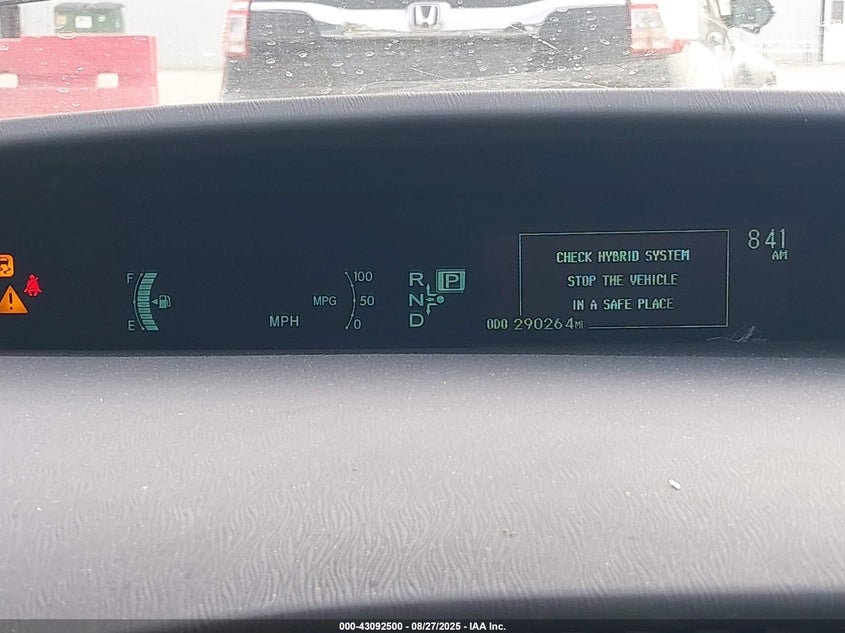 841
AM
CHECK HYBRID SYSTEM
STOP THE VEHICLE
IN A SAFE PLACE
F
E
MPH
MPG
100
50
0
R
N
D
P
ODO 290264 MI
000-43092500 - 08/27/2025 - IAA Inc.